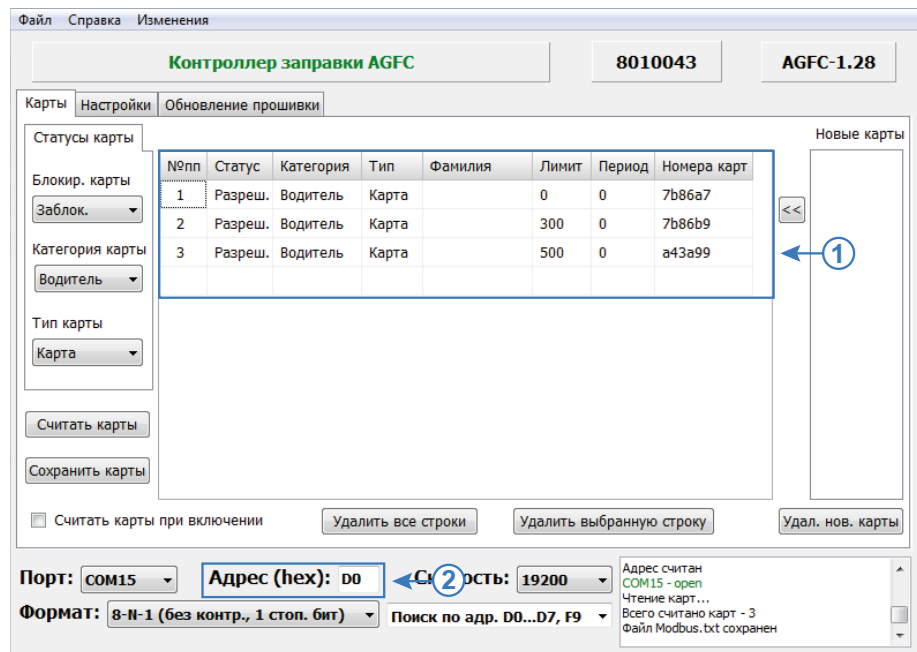 Файл Справка Изменения
Контроллер заправки AGFC 8010043 AGFC-1.28
Карты Настройки Обновление прошивки
Статусы карты Новые карты
№пп Статус Категория Тип Фамилия Лимит Период Номера карт
Блокир. карты
1 Разреш. Водитель Карта 0 0 7b86a7
Заблок. <<
2 Разреш. Водитель Карта 300 0 7b86b9
Категория карты
3 Разреш. Водитель Карта 500 0 a43a99
1
Водитель
Тип карты
Карта
Считать карты
Сохранить карты
Считать карты при включении Удалить все строки Удалить выбранную строку Удал. нов. карты
Порт: COM15 Адрес (hex): D0 2 Скорость: 19200
Формат: 8-N-1 (без контр., 1 стоп. бит) Поиск по адр. D0...D7, F9
Адрес считан
COM15 - open
Чтение карт...
Всего считано карт - 3
Файл Modbus.txt сохранен